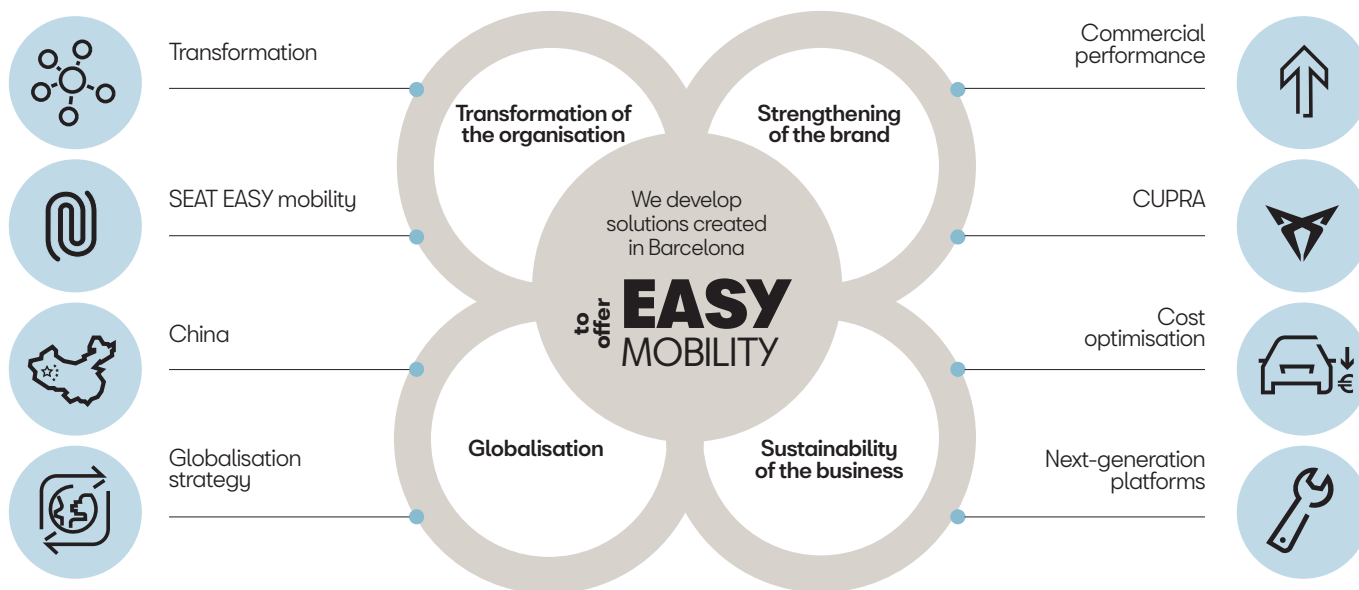 Transformation
SEAT EASY mobility
China
Globalisation
strategy
Transformation of
the organisation
Strengthening
of the brand
We develop
solutions created
in Barcelona
to
offer
EASY
MOBILITY
Globalisation
Sustainability
of the business
Commercial
performance
CUPRA
Cost
optimisation
€
Next-generation
platforms